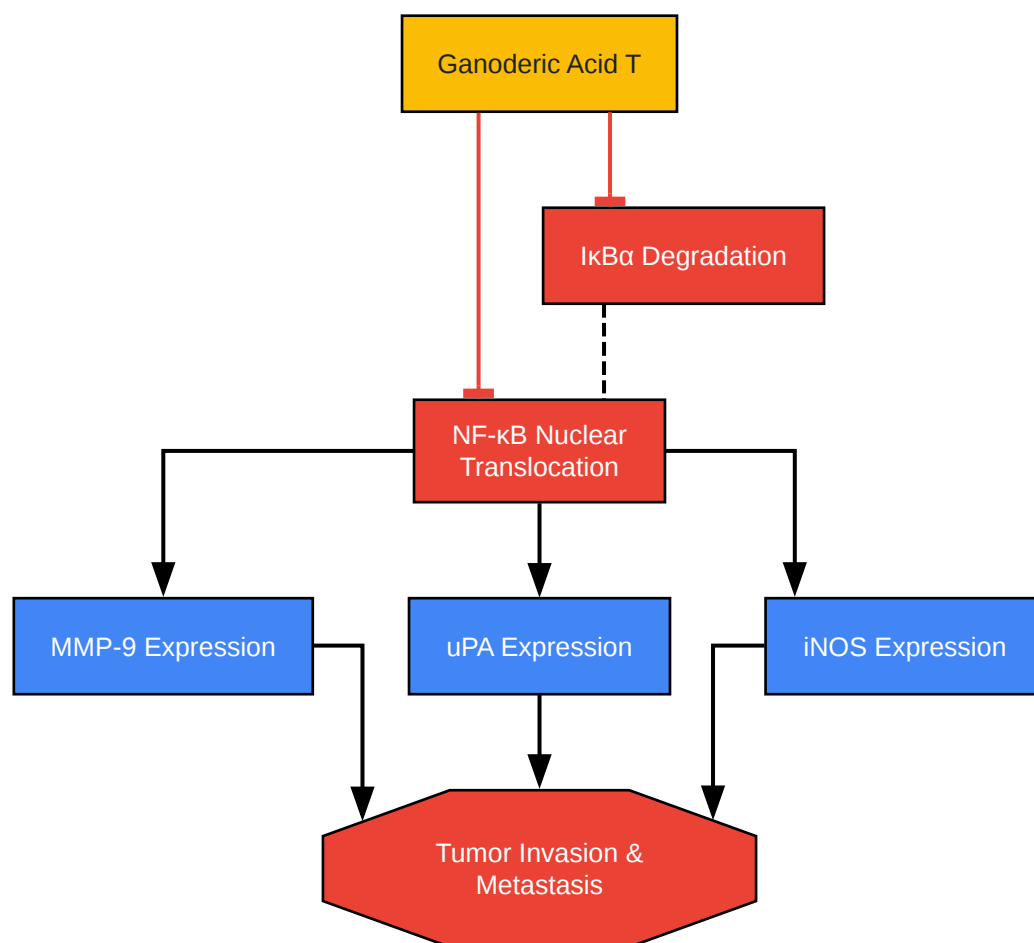 Ganoderic Acid T
IκBα Degradation
NF-κB Nuclear
Translocation
MMP-9 Expression
uPA Expression
iNOS Expression
Tumor Invasion &
Metastasis